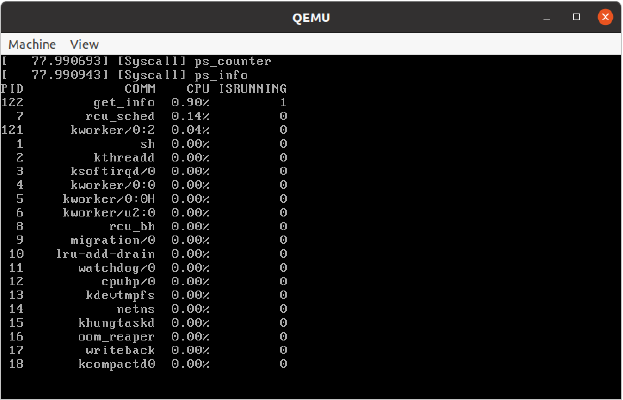 QEMU
Machine View
[   77.990693] [Syscall] ps_counter
[   77.990943] [Syscall] ps_info
PID COMM CPU ISRUNNING
122 get_info 0.90% 1
7 rcu_sched 0.14% 0
121 kworker/0:2 0.04% 0
1 sh 0.00% 0
2 kthreadd 0.00% 0
3 ksoftirqd/0 0.00% 0
4 kworker/0:0 0.00% 0
5 kworker/0:0H 0.00% 0
6 kworker/u2:0 0.00% 0
8 rcu_bh 0.00% 0
9 migration/0 0.00% 0
10 lru-add-drain 0.00% 0
11 watchdog/0 0.00% 0
12 cpuhp/0 0.00% 0
13 kdevtmpfs 0.00% 0
14 netns 0.00% 0
15 khungtaskd 0.00% 0
16 oom_reaper 0.00% 0
17 writeback 0.00% 0
18 kcompactd0 0.00% 0